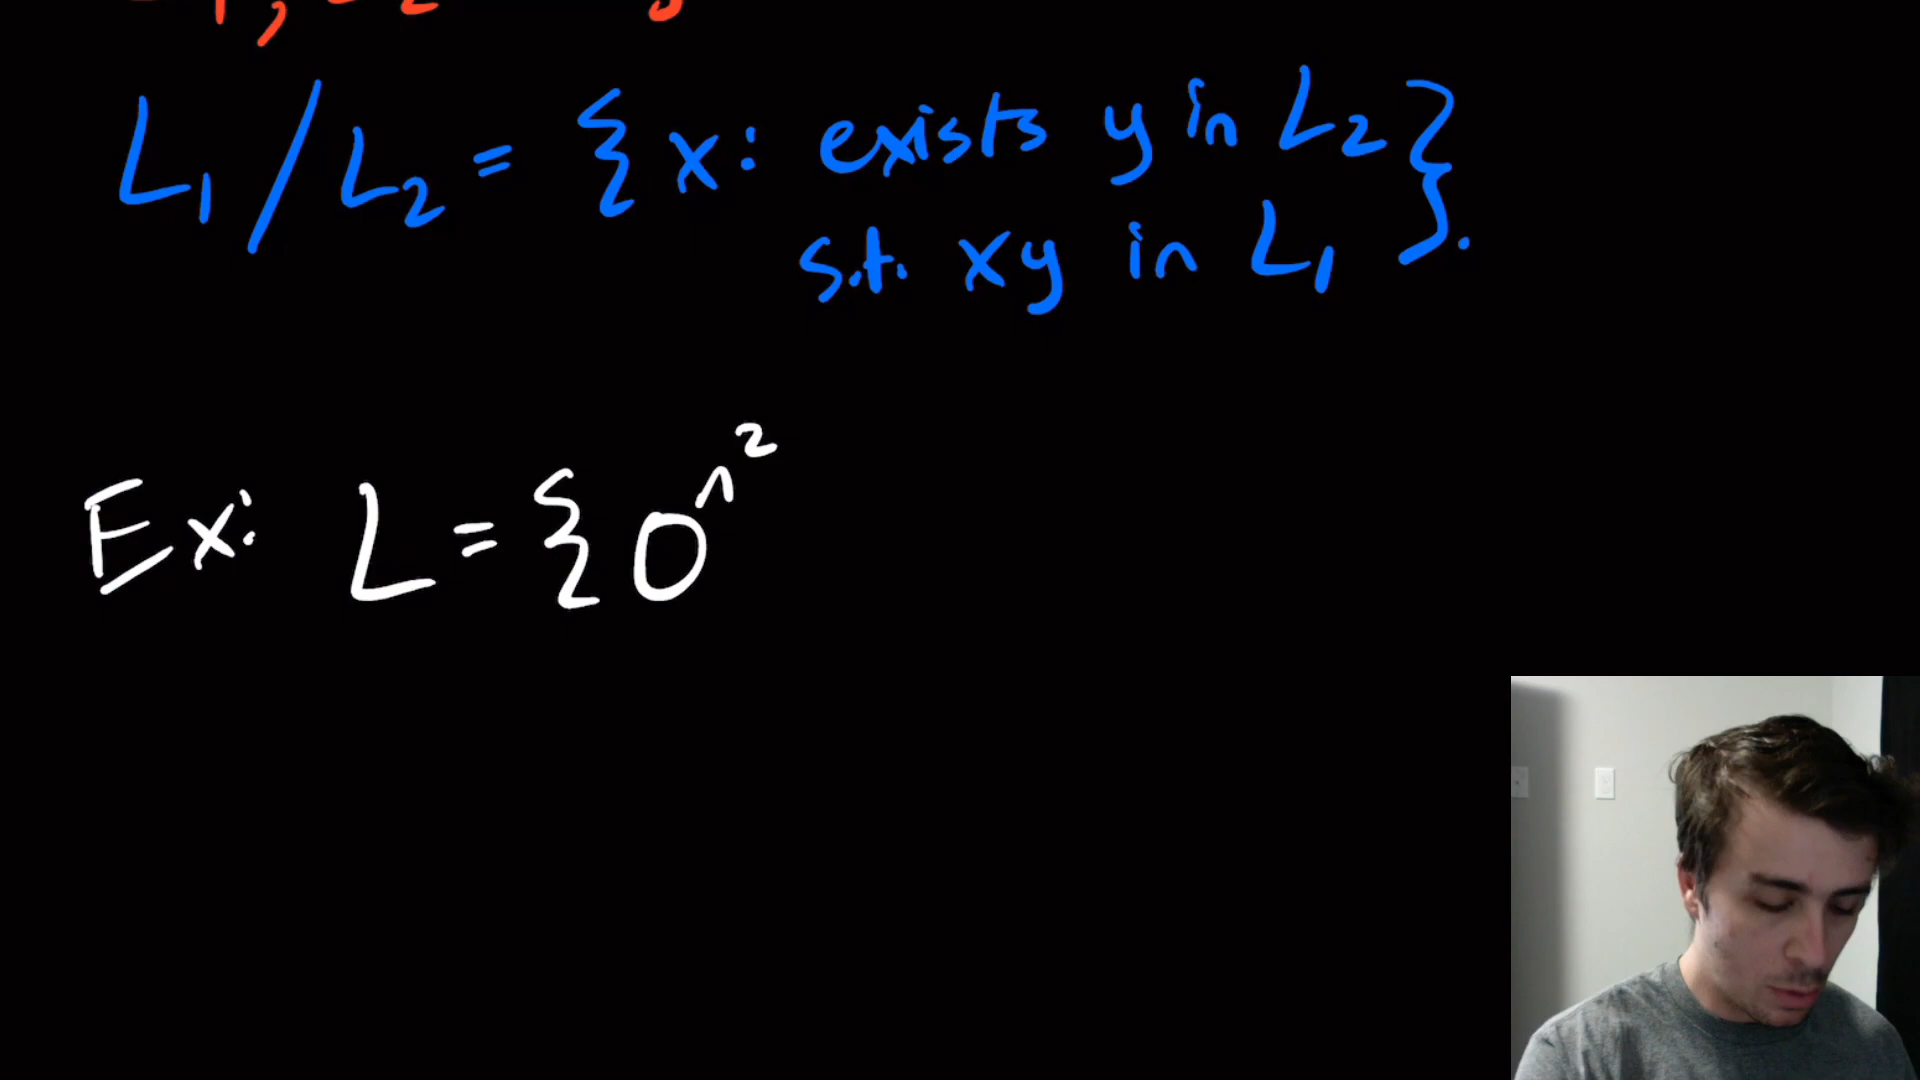 L₁/L₂ = {x: exists y in L₂
s.t. xy in L₁}.
Ex: L = {0^n^2